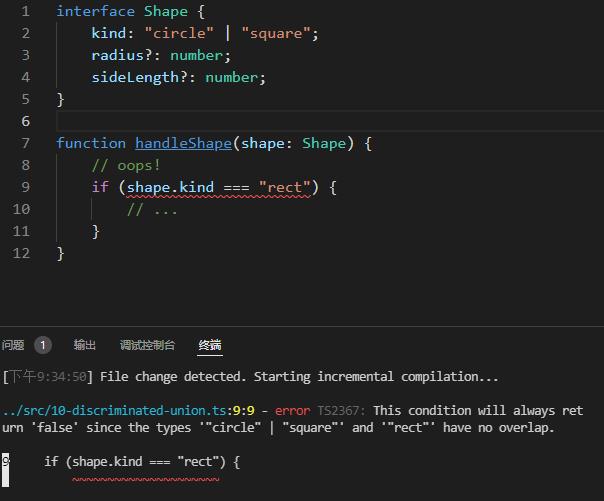 1 interface Shape {
2 kind: "circle" | "square";
3 radius?: number;
4 sideLength?: number;
5 }
6
7 function handleShape(shape: Shape) {
8 // oops!
9 if (shape.kind === "rect") {
10 // ...
11 }
12 }
问题 1 输出 调试控制台 终端
[下午9:34:50] File change detected. Starting incremental compilation...
../src/10-discriminated-union.ts:9:9 - error TS2367: This condition will always ret
urn 'false' since the types '"circle" | "square"' and '"rect"' have no overlap.
9 if (shape.kind === "rect") {
~~~~~~~~~~~~~~~~~~~~~